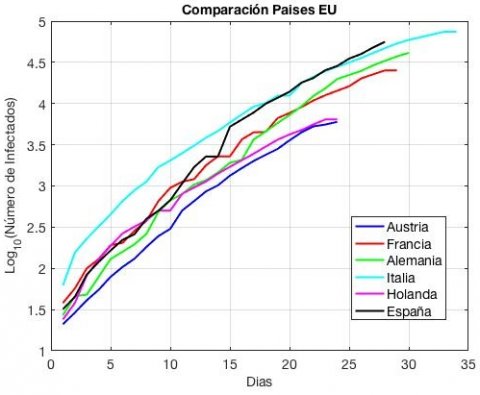 Comparación Paises EU
Log10(Número de Infectados)
5
4.5
4
3.5
3
2.5
2
1.5
1
0 5 10 15 20 25 30 35
Dias
Austria
Francia
Alemania
Italia
Holanda
España